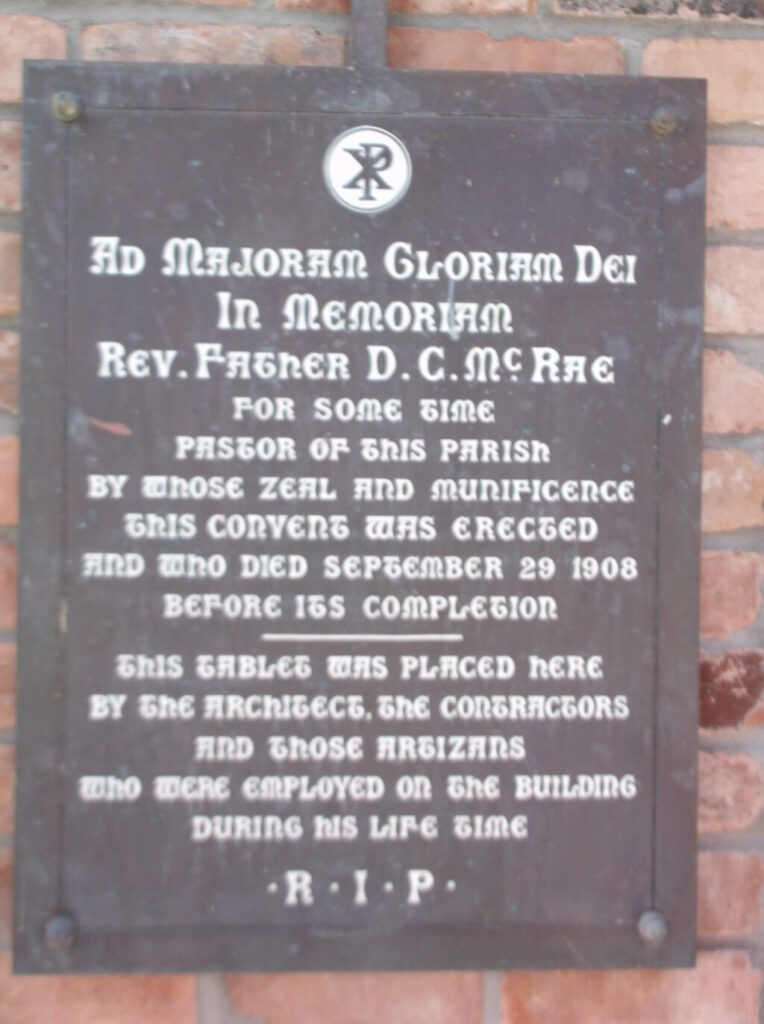 Ad Majoram Gloriam Dei
In Memoriam
Rev. Father D. C. Mc Rae
for some time
pastor of this parish
by whose zeal and munificence
this convent was erected
and who died September 29 1908
before its completion
this tablet was placed here
by the architect, the contractors
and those artizans
who were employed on the building
during his life time
· R · I · P ·